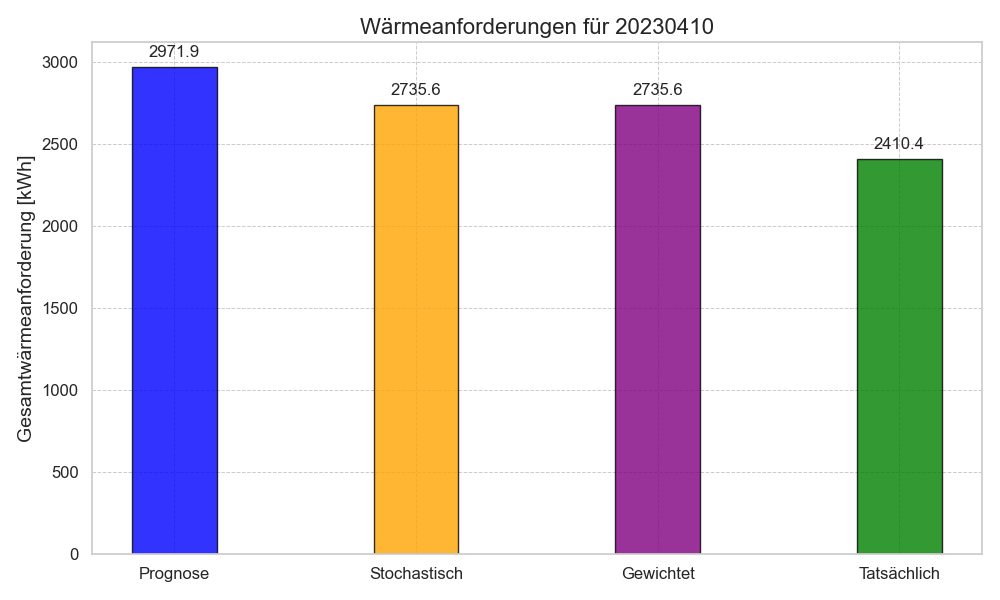 Wärmeanforderungen für 20230410
Gesamtwärmeanforderung [kWh]
3000
2500
2000
1500
1000
500
0
2971.9
2735.6
2735.6
2410.4
Prognose
Stochastisch
Gewichtet
Tatsächlich